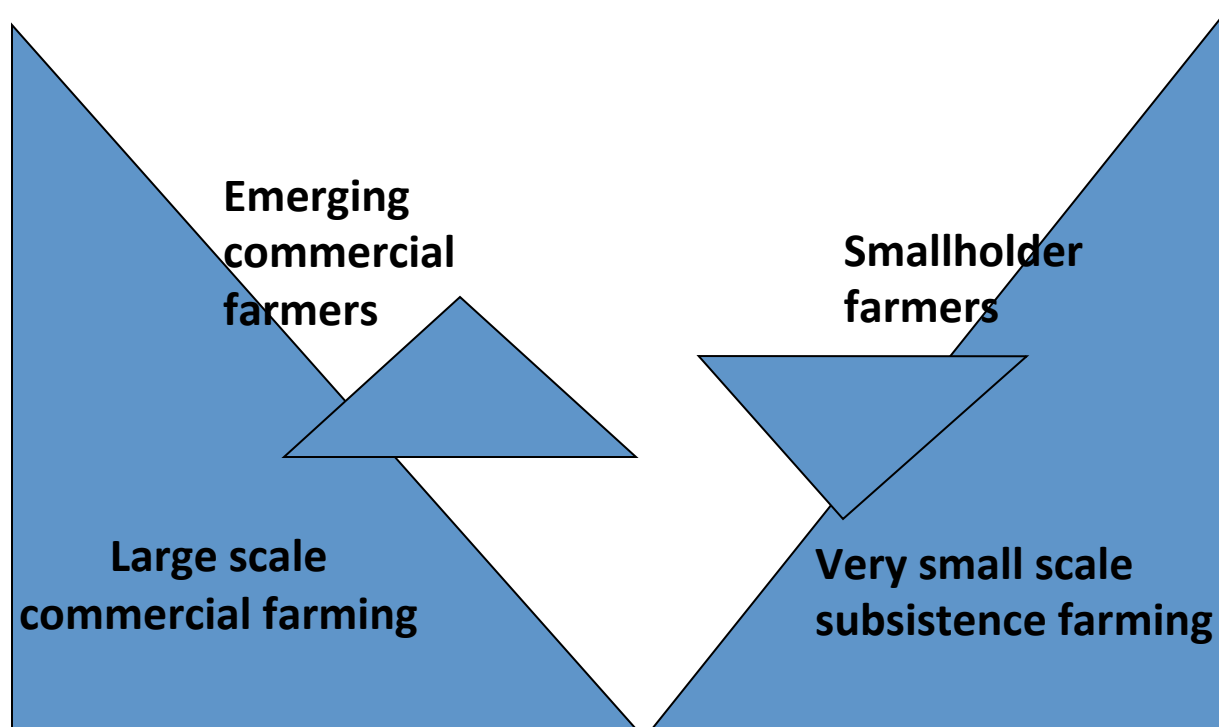 Emerging
commercial
farmers
Smallholder
farmers
Large scale
commercial farming
Very small scale
subsistence farming